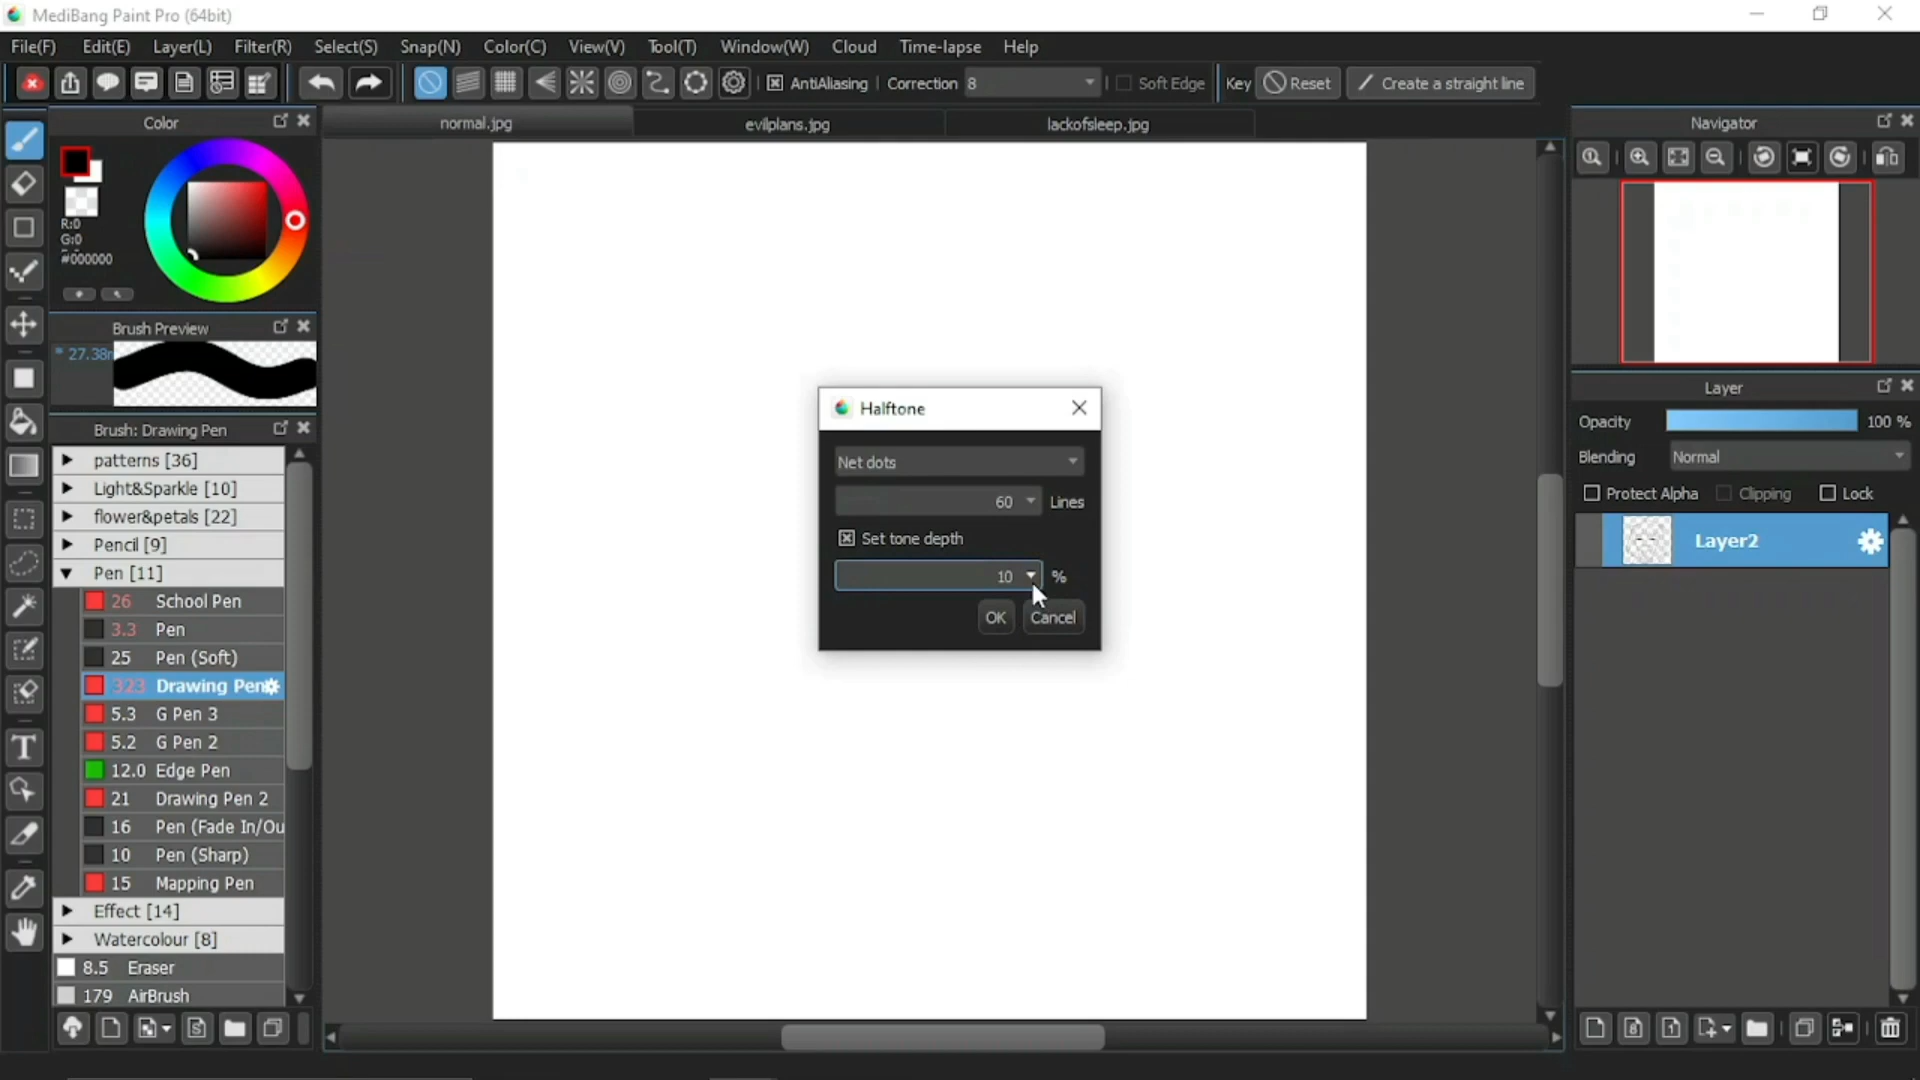 MediBang Paint Pro (64bit)
File(F) Edit(E) Layer(L) Filter(R) Select(S) Snap(N) Color(C) View(V) Tool(T) Window(W) Cloud Time-lapse Help
AntiAliasing Correction 8 Soft Edge Key Reset Create a straight line
Color
normal.jpg evilplans.jpg lackofsleep.jpg
Navigator
R:0
G:0
#000000
Brush Preview
* 27.38
Layer
Opacity 100 %
Blending Normal
Protect Alpha Clipping Lock
Layer2
Brush: Drawing Pen
patterns [36]
Light&Sparkle [10]
flower&petals [22]
Pencil [9]
Pen [11]
26 School Pen
3.3 Pen
25 Pen (Soft)
323 Drawing Pen
5.3 G Pen 3
5.2 G Pen 2
12.0 Edge Pen
21 Drawing Pen 2
16 Pen (Fade In/Ou
10 Pen (Sharp)
15 Mapping Pen
Effect [14]
Watercolour [8]
8.5 Eraser
179 AirBrush
Halftone
Net dots
60 Lines
Set tone depth
10 %
OK Cancel